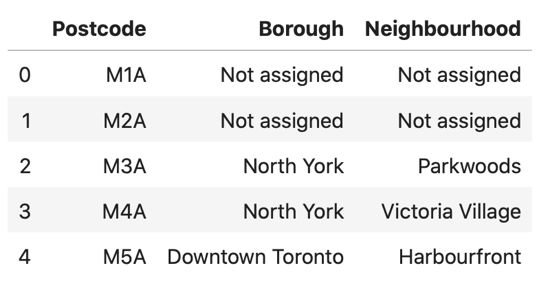 Postcode Borough Neighbourhood
0 M1A Not assigned Not assigned
1 M2A Not assigned Not assigned
2 M3A North York Parkwoods
3 M4A North York Victoria Village
4 M5A Downtown Toronto Harbourfront